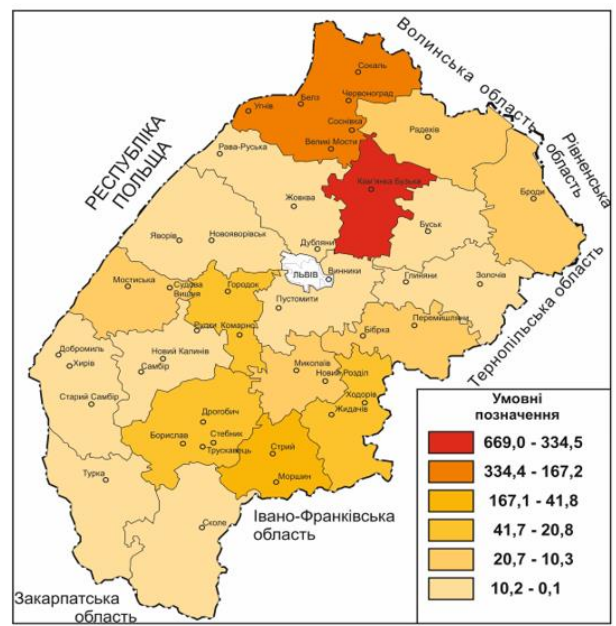 Волинська область
Рівненська
область
РЕСПУБЛІКА
ПОЛЬЩА
Сокаль
Белз
Червоноград
Угнів
Соснівка
Великі Мости
Радехів
Рава-Руська
Кам'янка Бузька
Броди
Жовква
Буськ
Яворів
Новояворівськ
Дубляни
ЛЬВІВ
Винники
Глиняни
Золочів
Мостиська
Судова
Вишня
Городок
Пустомити
Тернопільська область
Рудки
Комарно
Бібрка
Перемишляни
Добромиль
Хирів
Новий Калинів
Самбір
Миколаїв
Новий Розділ
Старий Самбір
Ходорів
Жидачів
Дрогобич
Стебник
Борислав
Трускавець
Стрий
Моршин
Турка
Сколе
Івано-Франківська
область
Закарпатська
область
Умовні
позначення
669,0 - 334,5
334,4 - 167,2
167,1 - 41,8
41,7 - 20,8
20,7 - 10,3
10,2 - 0,1